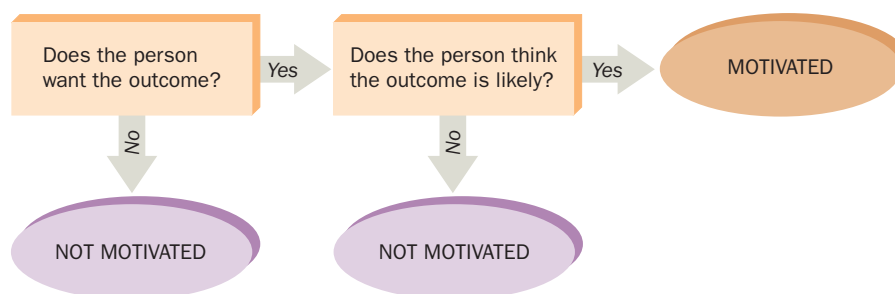 Does the person
want the outcome?
Yes
Does the person think
the outcome is likely?
Yes
MOTIVATED
No
No
NOT MOTIVATED
NOT MOTIVATED